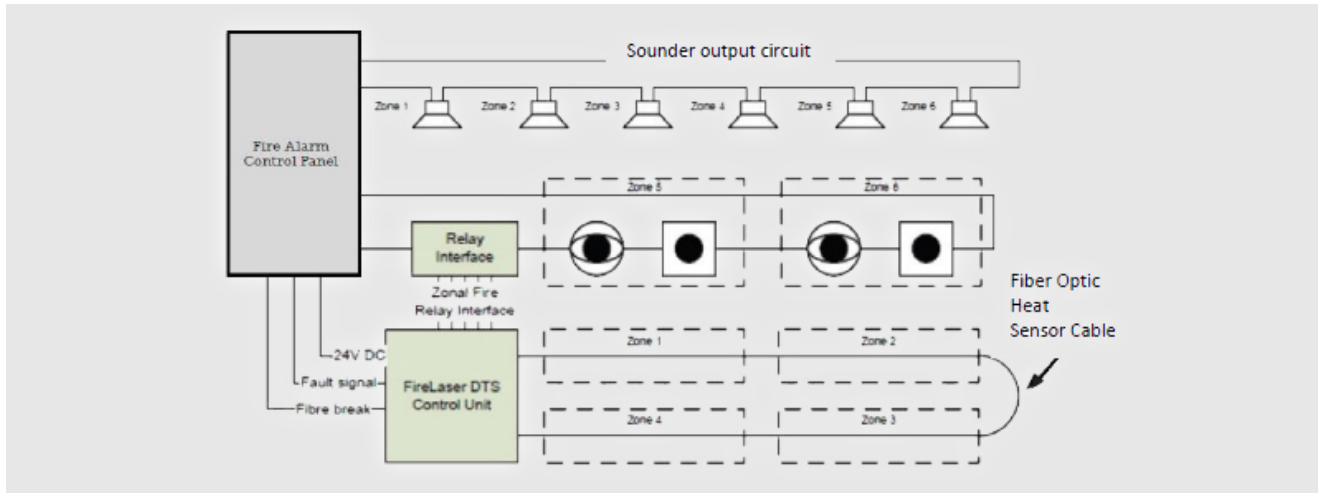 Sounder output circuit
Zone 1
Zone 2
Zone 3
Zone 4
Zone 5
Zone 6
Fire Alarm
Control Panel
Zone 5
Zone 6
Relay
Interface
Zonal Fire
Relay Interface
Fiber Optic
Heat
Sensor Cable
24V DC
Fault signal
Fibre break
FireLaser DTS
Control Unit
Zone 1
Zone 2
Zone 4
Zone 3